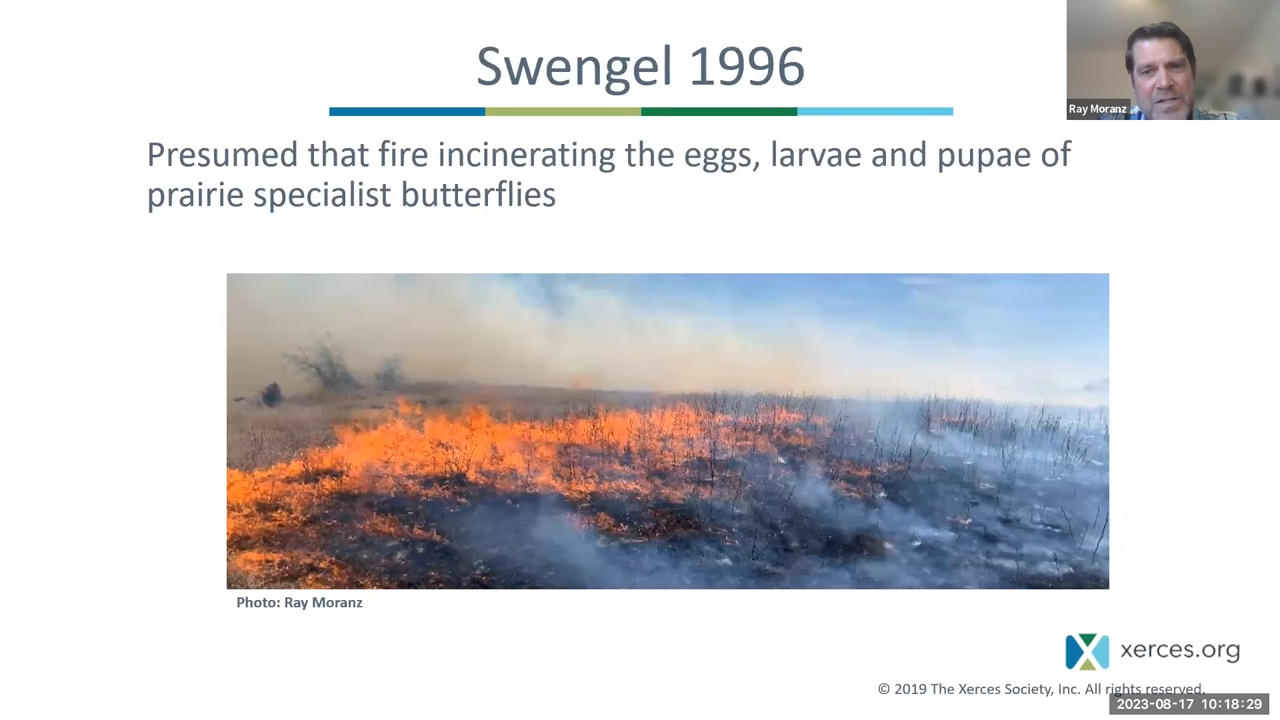 Swengel 1996
Ray Moranz
Presumed that fire incinerating the eggs, larvae and pupae of
prairie specialist butterflies
Photo: Ray Moranz
xerces.org
© 2019 The Xerces Society, Inc. All rights reserved.
2023-08-17 10:18:29